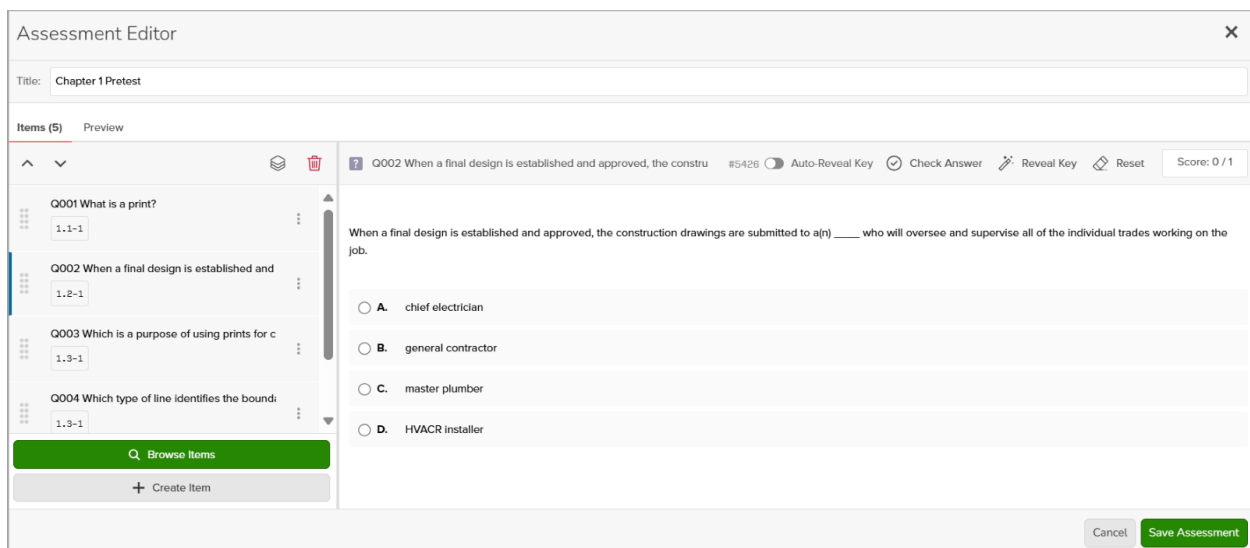 Assessment Editor
Title: Chapter 1 Pretest
Items (5) Preview
Q001 What is a print?
1.1-1
Q002 When a final design is established and
1.2-1
Q003 Which is a purpose of using prints for c
1.3-1
Q004 Which type of line identifies the bounda
1.3-1
Browse Items
Create Item
Q002 When a final design is established and approved, the constru #5426 Auto-Reveal Key Check Answer Reveal Key Reset Score: 0 / 1
When a final design is established and approved, the construction drawings are submitted to a(n) ____ who will oversee and supervise all of the individual trades working on the
job.
A. chief electrician
B. general contractor
C. master plumber
D. HVACR installer
Cancel Save Assessment